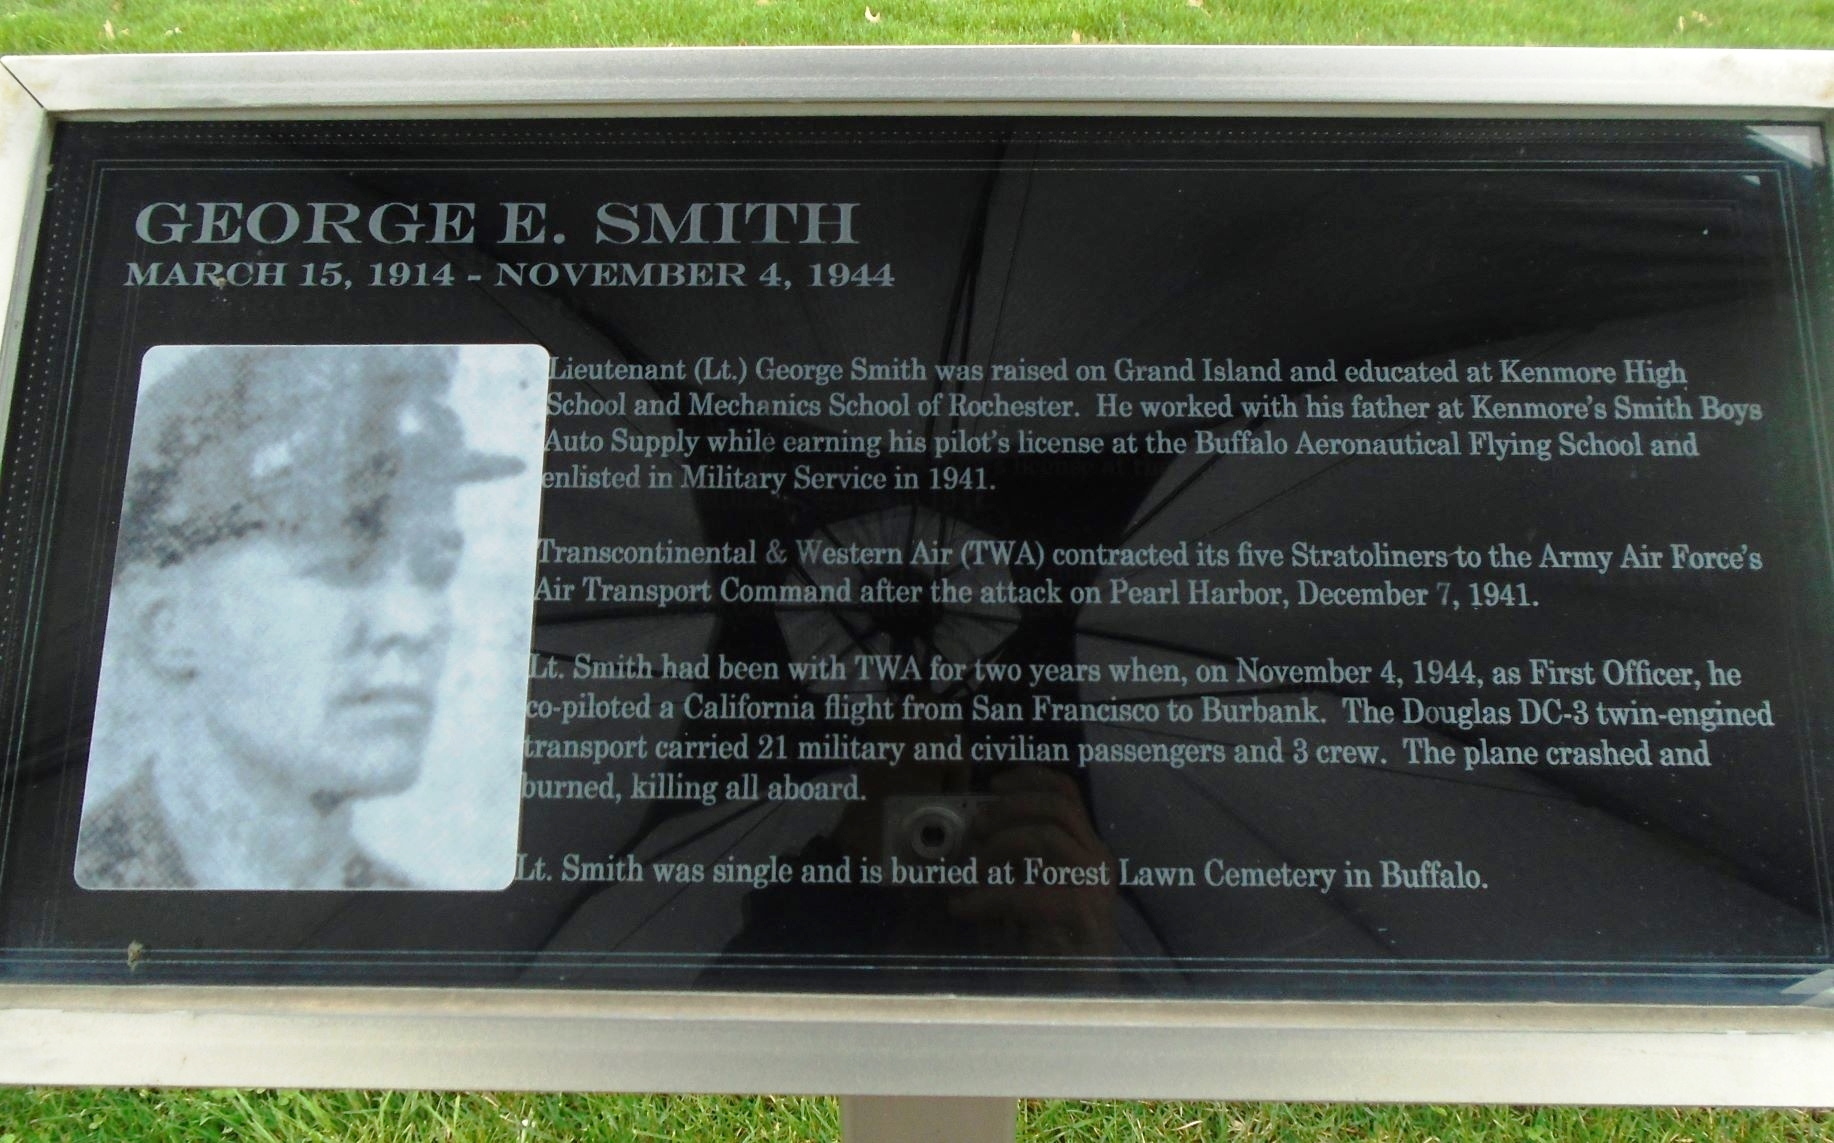 GEORGE E. SMITH
MARCH 15, 1914 - NOVEMBER 4, 1944
Lieutenant (Lt.) George Smith was raised on Grand Island and educated at Kenmore High
School and Mechanics School of Rochester. He worked with his father at Kenmore's Smith Boys
Auto Supply while earning his pilot's license at the Buffalo Aeronautical Flying School and
enlisted in Military Service in 1941.
Transcontinental & Western Air (TWA) contracted its five Stratoliners to the Army Air Force's
Air Transport Command after the attack on Pearl Harbor, December 7, 1941.
Lt. Smith had been with TWA for two years when, on November 4, 1944, as First Officer, he
co-piloted a California flight from San Francisco to Burbank. The Douglas DC-3 twin-engined
transport carried 21 military and civilian passengers and 3 crew. The plane crashed and
burned, killing all aboard.
Lt. Smith was single and is buried at Forest Lawn Cemetery in Buffalo.